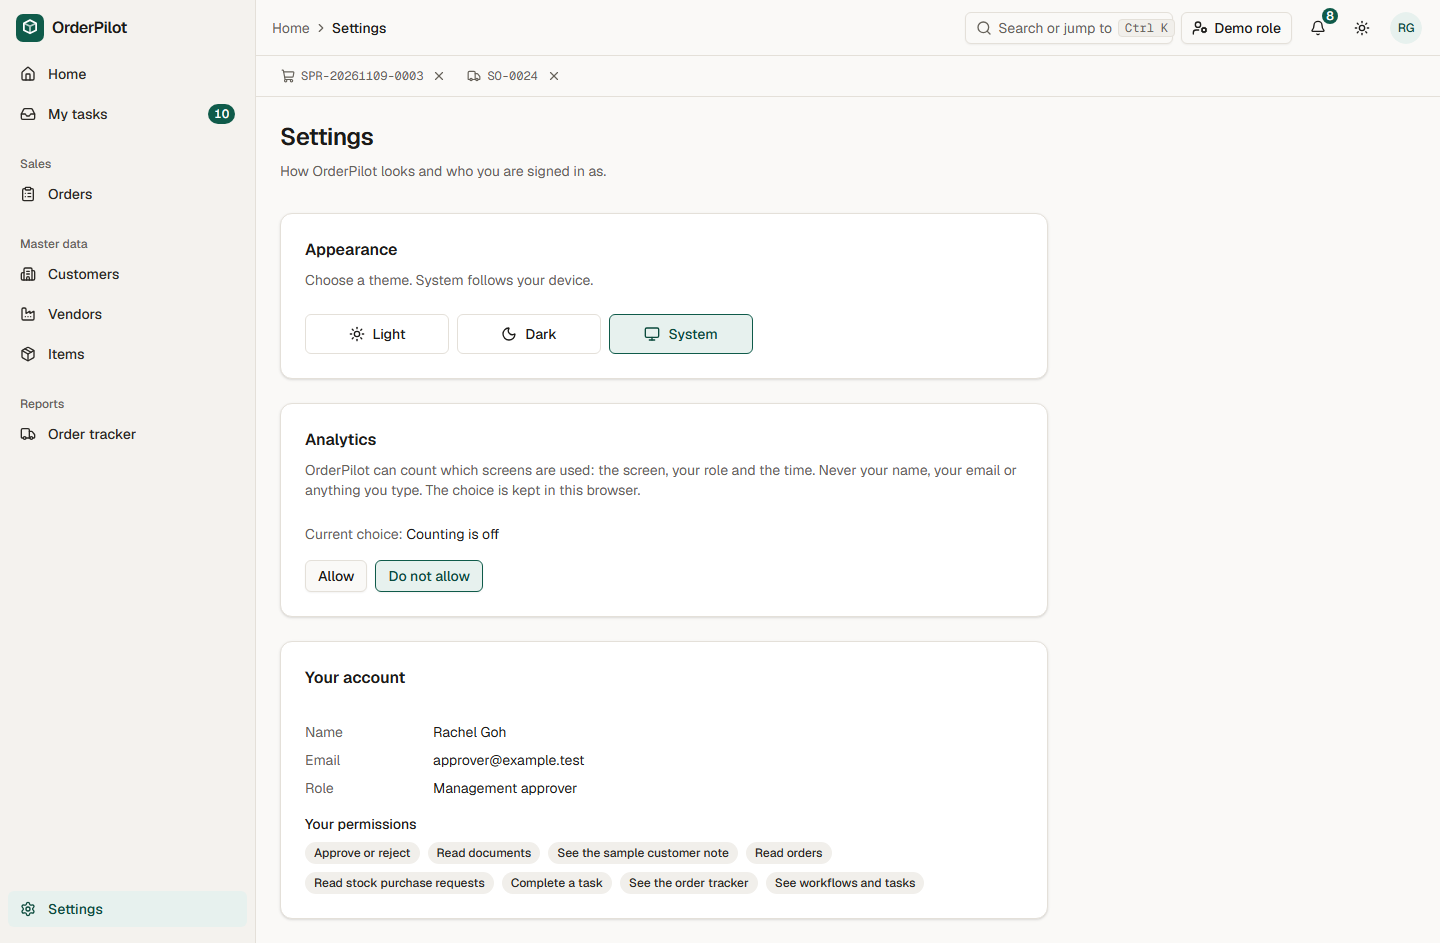 OrderPilot
Home
My tasks
10
Sales
Orders
Master data
Customers
Vendors
Items
Reports
Order tracker
Settings
Home > Settings
Search or jump to
Ctrl K
Demo role
8
RG
SPR-20261109-0003
SO-0024
Settings
How OrderPilot looks and who you are signed in as.
Appearance
Choose a theme. System follows your device.
Light
Dark
System
Analytics
OrderPilot can count which screens are used: the screen, your role and the time. Never your name, your email or
anything you type. The choice is kept in this browser.
Current choice: Counting is off
Allow
Do not allow
Your account
Name Rachel Goh
Email approver@example.test
Role Management approver
Your permissions
Approve or reject
Read documents
See the sample customer note
Read orders
Read stock purchase requests
Complete a task
See the order tracker
See workflows and tasks